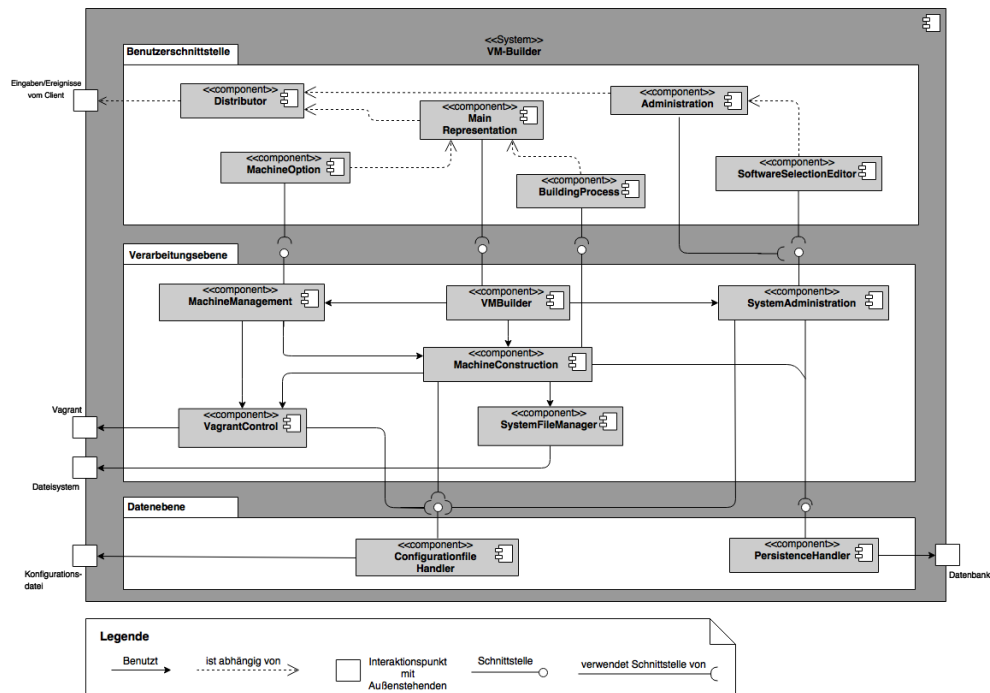 <<System>>
VM-Builder
Benutzerschnittstelle
Eingaben/Ereignisse
vom Client
<<component>>
Distributor
<<component>>
Main
Representation
<<component>>
Administration
<<component>>
MachineOption
<<component>>
BuildingProcess
<<component>>
SoftwareSelectionEditor
Verarbeitungsebene
<<component>>
MachineManagement
<<component>>
VMBuilder
<<component>>
SystemAdministration
<<component>>
MachineConstruction
Vagrant
<<component>>
VagrantControl
<<component>>
SystemFileManager
Dateisystem
Datenebene
<<component>>
Configurationfile
Handler
<<component>>
PersistenceHandler
Konfigurations-
datei
Datenbank
Legende
Benutzt
ist abhängig von
Interaktionspunkt
mit
Außenstehenden
Schnittstelle
verwendet Schnittstelle von